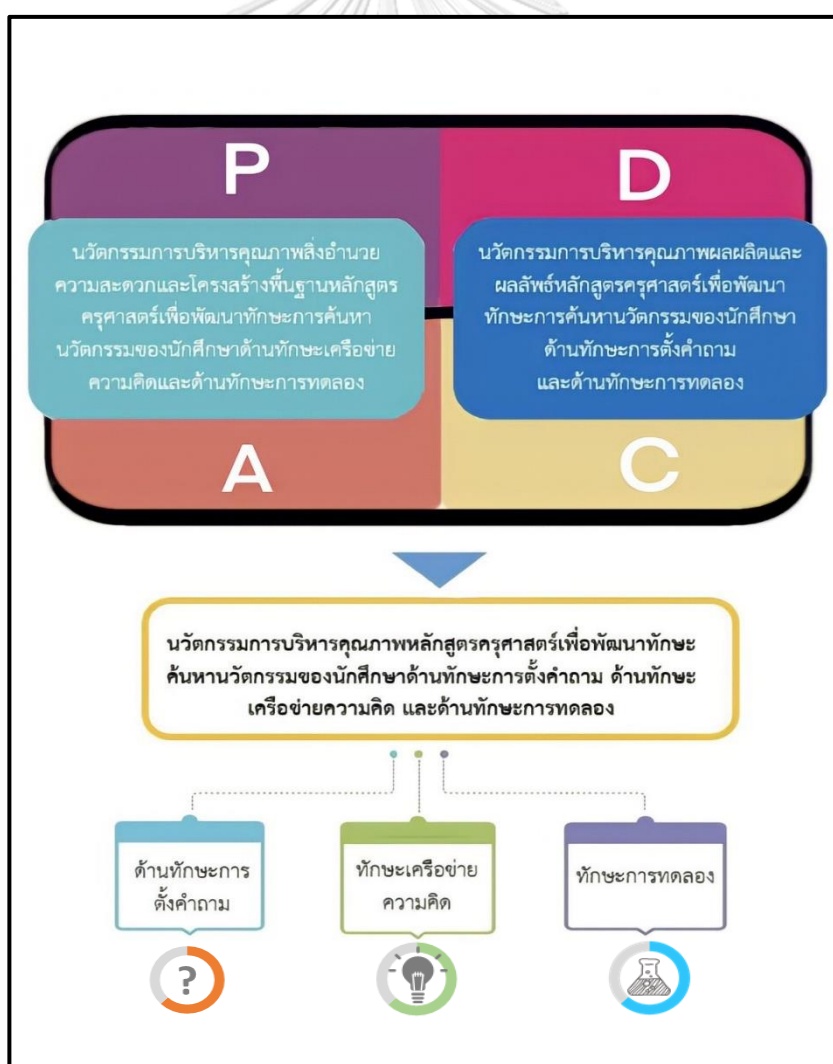 P
D
นวัตกรรมการบริหารคุณภาพสิ่งอำนวย
ความสะดวกและโครงสร้างพื้นฐานหลักสูตร
ครุศาสตร์เพื่อพัฒนาทักษะการค้นหา
นวัตกรรมของนักศึกษาด้านทักษะเครือข่าย
ความคิดและด้านทักษะการทดลอง
นวัตกรรมการบริหารคุณภาพผลผลิตและ
ผลลัพธ์หลักสูตรครุศาสตร์เพื่อพัฒนา
ทักษะการค้นหานวัตกรรมของนักศึกษา
ด้านทักษะการตั้งคำถาม
และด้านทักษะการทดลอง
A
C
นวัตกรรมการบริหารคุณภาพหลักสูตรครุศาสตร์เพื่อพัฒนาทักษะ
ค้นหานวัตกรรมของนักศึกษาด้านทักษะการตั้งคำถาม ด้านทักษะ
เครือข่ายความคิด และด้านทักษะการทดลอง
ด้านทักษะการ
ตั้งคำถาม
ทักษะเครือข่าย
ความคิด
ทักษะการทดลอง
?